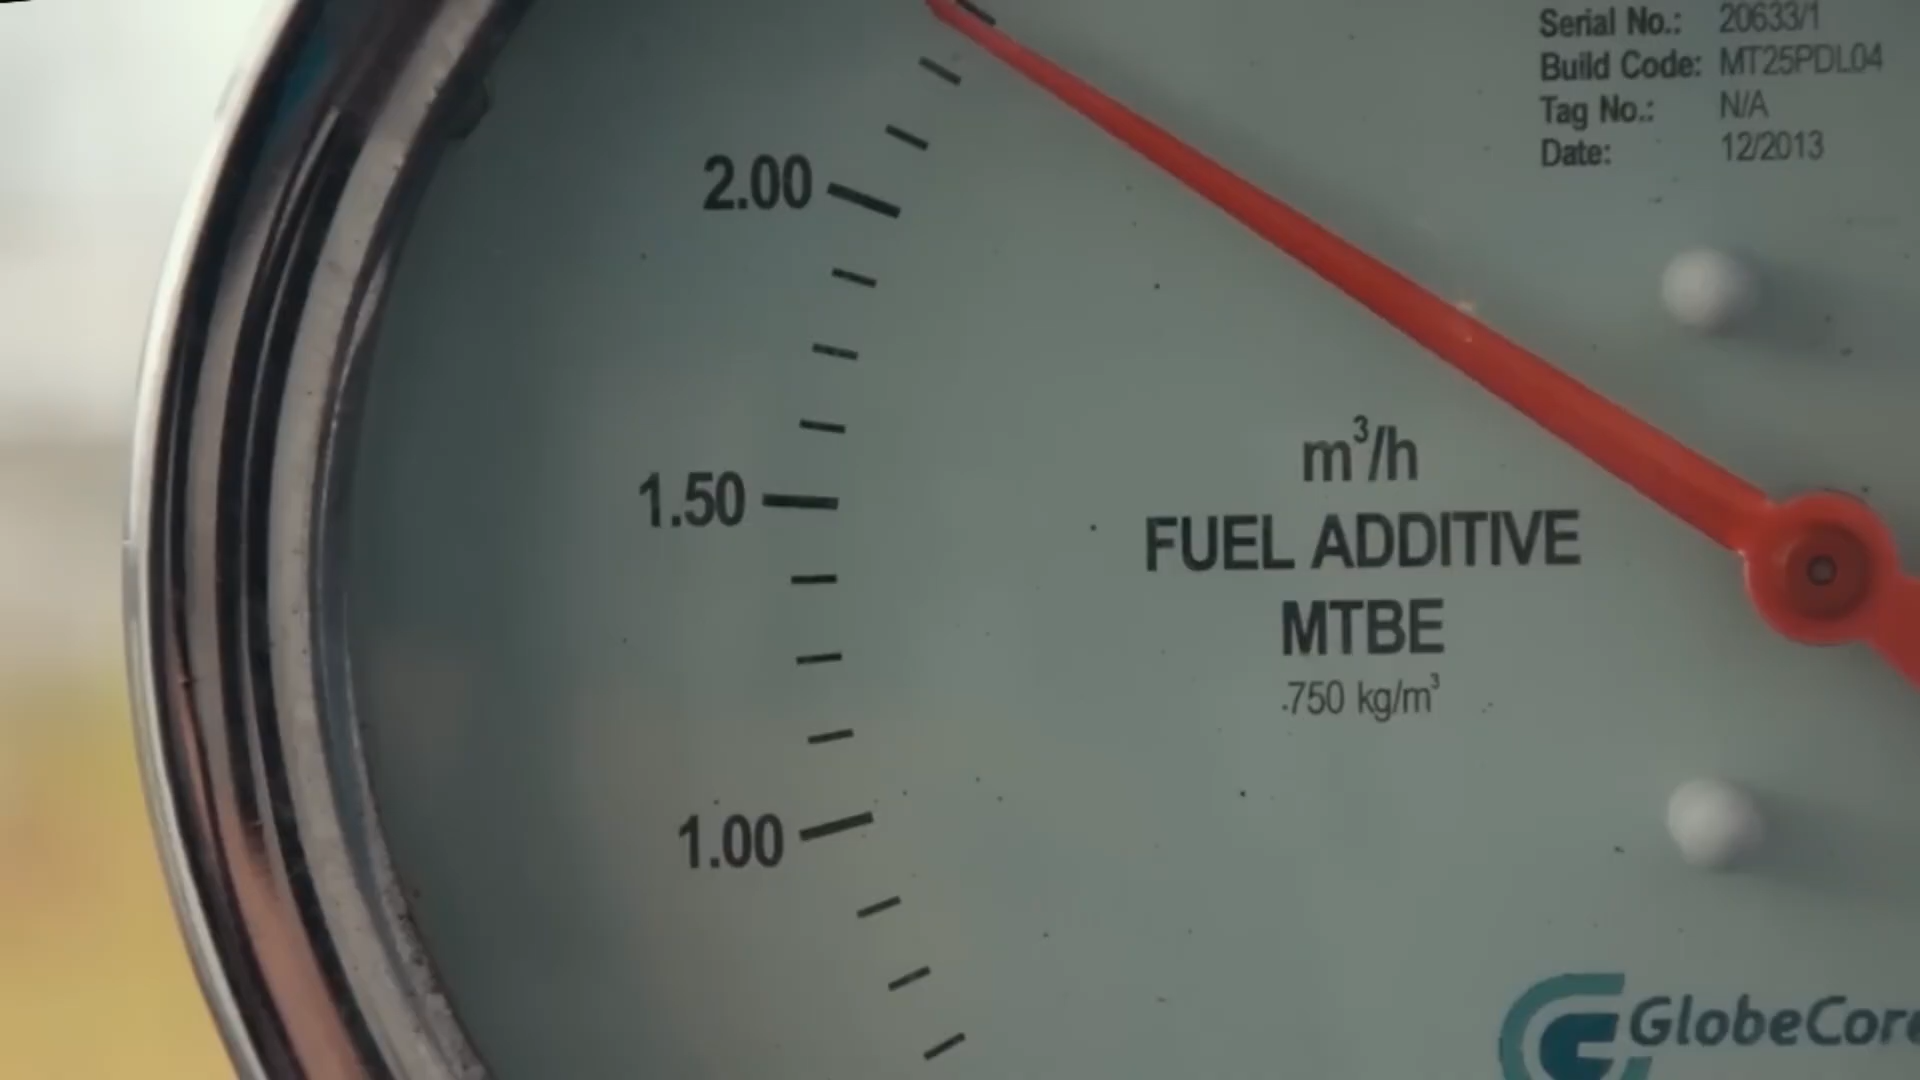 Serial No.: 20633/1
Build Code: MT25PDL04
Tag No.: N/A
Date: 12/2013
2.00
1.50
1.00
m³/h
FUEL ADDITIVE
MTBE
750 kg/m³
GlobeCore